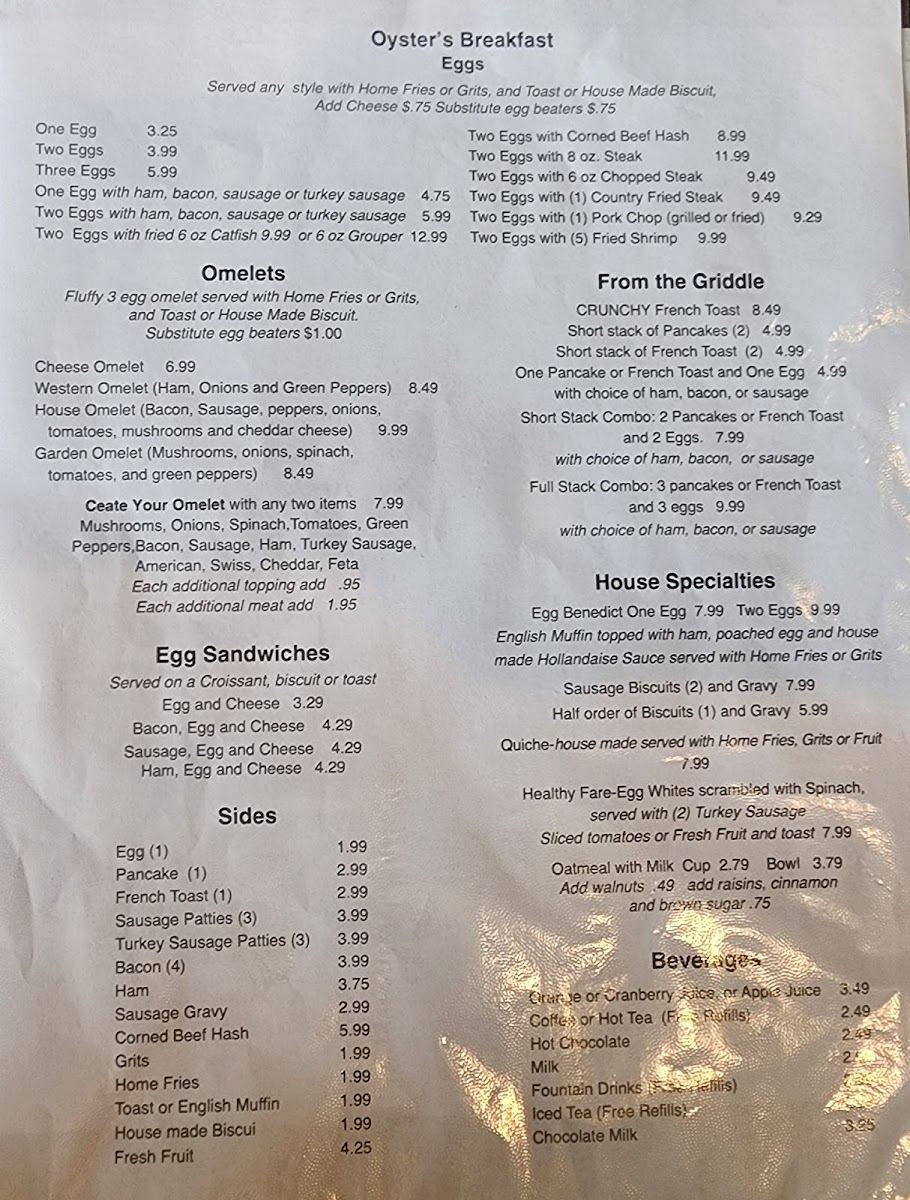 Oyster's Breakfast
Eggs
Served any style with Home Fries or Grits, and Toast or House Made Biscuit,
Add Cheese $.75 Substitute egg beaters $.75
One Egg 3.25
Two Eggs 3.99
Three Eggs 5.99
One Egg with ham, bacon, sausage or turkey sausage 4.75
Two Eggs with ham, bacon, sausage or turkey sausage 5.99
Two Eggs with fried 6 oz Catfish 9.99 or 6 oz Grouper 12.99
Two Eggs with Corned Beef Hash 8.99
Two Eggs with 8 oz. Steak 11.99
Two Eggs with 6 oz Chopped Steak 9.49
Two Eggs with (1) Country Fried Steak 9.49
Two Eggs with (1) Pork Chop (grilled or fried) 9.29
Two Eggs with (5) Fried Shrimp 9.99
Omelets
Fluffy 3 egg omelet served with Home Fries or Grits,
and Toast or House Made Biscuit.
Substitute egg beaters $1.00
Cheese Omelet 6.99
Western Omelet (Ham, Onions and Green Peppers) 8.49
House Omelet (Bacon, Sausage, peppers, onions,
tomatoes, mushrooms and cheddar cheese) 9.99
Garden Omelet (Mushrooms, onions, spinach,
tomatoes, and green peppers) 8.49
Ceate Your Omelet with any two items 7.99
Mushrooms, Onions, Spinach,Tomatoes, Green
Peppers,Bacon, Sausage, Ham, Turkey Sausage,
American, Swiss, Cheddar, Feta
Each additional topping add .95
Each additional meat add 1.95
Egg Sandwiches
Served on a Croissant, biscuit or toast
Egg and Cheese 3.29
Bacon, Egg and Cheese 4.29
Sausage, Egg and Cheese 4.29
Ham, Egg and Cheese 4.29
Sides
Egg (1) 1.99
Pancake (1) 2.99
French Toast (1) 2.99
Sausage Patties (3) 3.99
Turkey Sausage Patties (3) 3.99
Bacon (4) 3.99
Ham 3.75
Sausage Gravy 2.99
Corned Beef Hash 5.99
Grits 1.99
Home Fries 1.99
Toast or English Muffin 1.99
House made Biscui 1.99
Fresh Fruit 4.25
From the Griddle
CRUNCHY French Toast 8.49
Short stack of Pancakes (2) 4.99
Short stack of French Toast (2) 4.99
One Pancake or French Toast and One Egg 4.99
with choice of ham, bacon, or sausage
Short Stack Combo: 2 Pancakes or French Toast
and 2 Eggs. 7.99
with choice of ham, bacon, or sausage
Full Stack Combo: 3 pancakes or French Toast
and 3 eggs 9.99
with choice of ham, bacon, or sausage
House Specialties
Egg Benedict One Egg 7.99 Two Eggs 9.99
English Muffin topped with ham, poached egg and house
made Hollandaise Sauce served with Home Fries or Grits
Sausage Biscuits (2) and Gravy 7.99
Half order of Biscuits (1) and Gravy 5.99
Quiche-house made served with Home Fries, Grits or Fruit
7.99
Healthy Fare-Egg Whites scrambled with Spinach,
served with (2) Turkey Sausage
Sliced tomatoes or Fresh Fruit and toast 7.99
Oatmeal with Milk Cup 2.79 Bowl 3.79
Add walnuts .49 add raisins, cinnamon
and brown sugar .75
Beverages
Orange or Cranberry Juice, or Apple Juice 3.49
Coffee or Hot Tea (Free Refills) 2.49
Hot Chocolate 2.49
Milk
Fountain Drinks (Free Refills)
Iced Tea (Free Refills)
Chocolate Milk 3.25